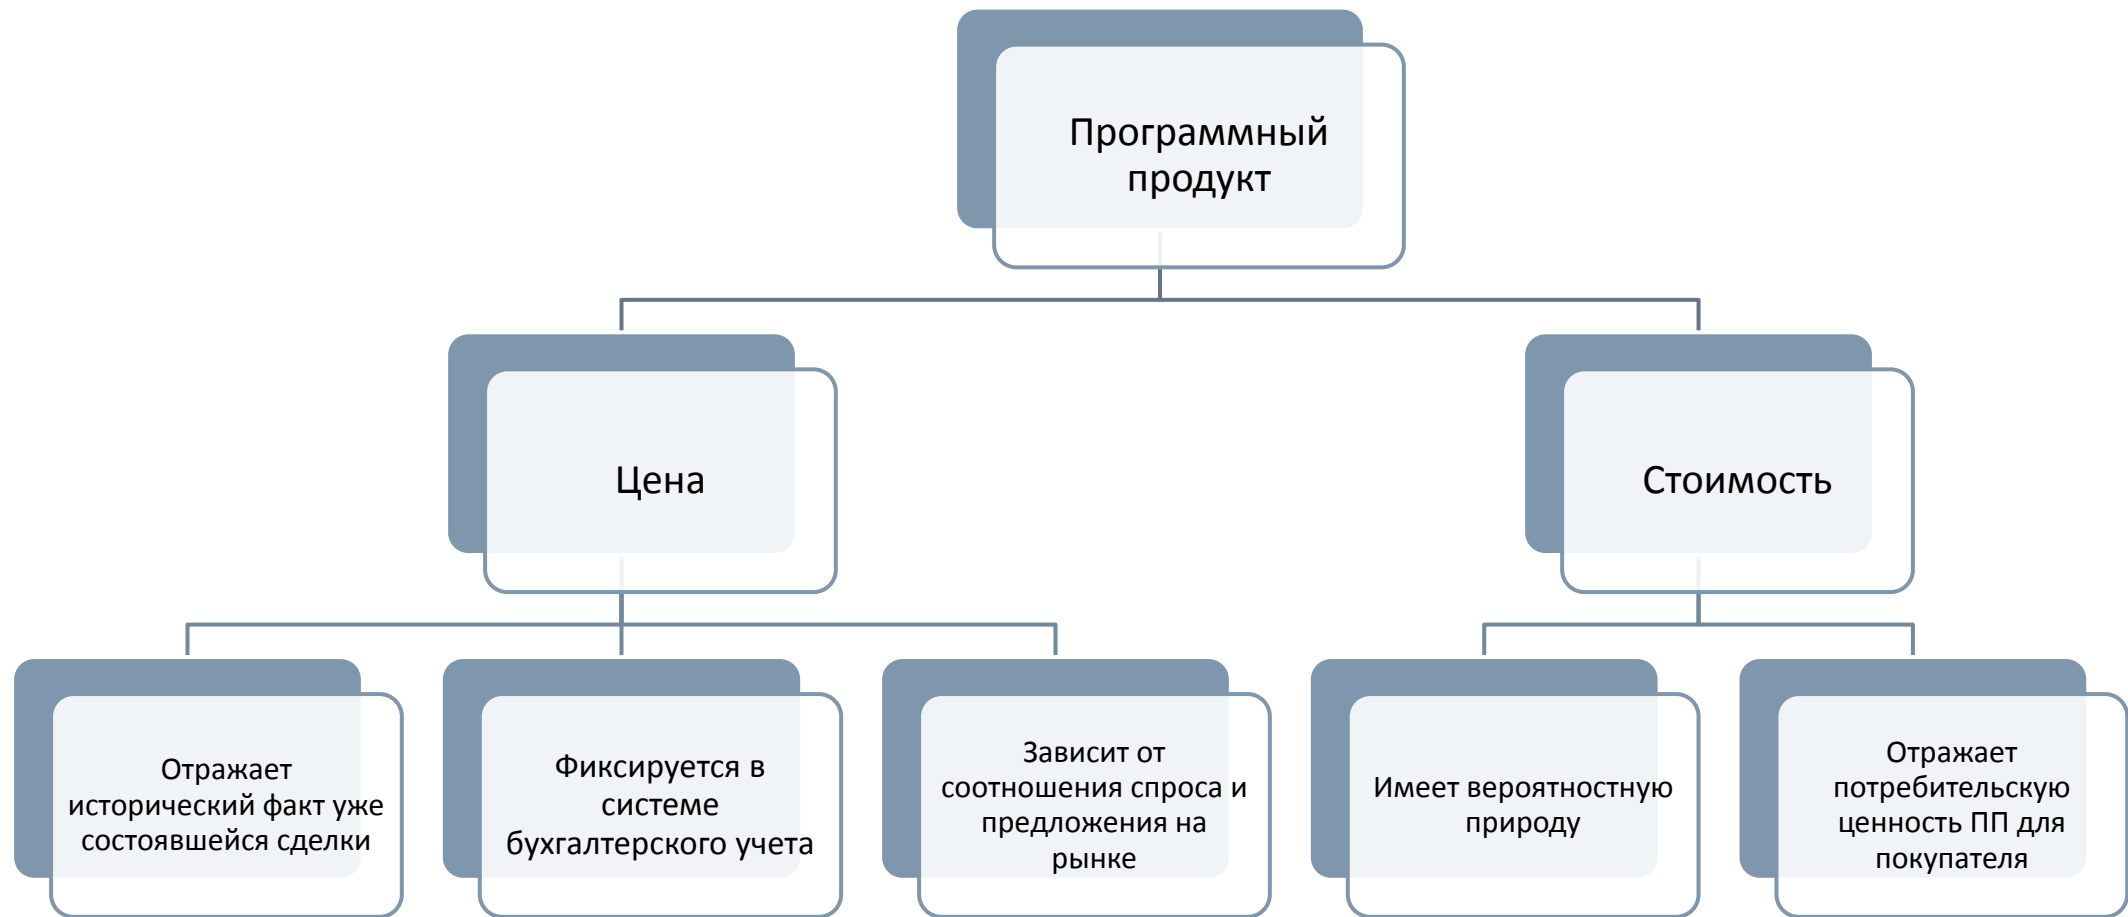 Программный
продукт
Цена
Стоимость
Отражает
исторический факт уже
состоявшейся сделки
Фиксируется в
системе
бухгалтерского учета
Зависит от
соотношения спроса и
предложения на
рынке
Имеет вероятностную
природу
Отражает
потребительскую
ценность ПП для
покупателя